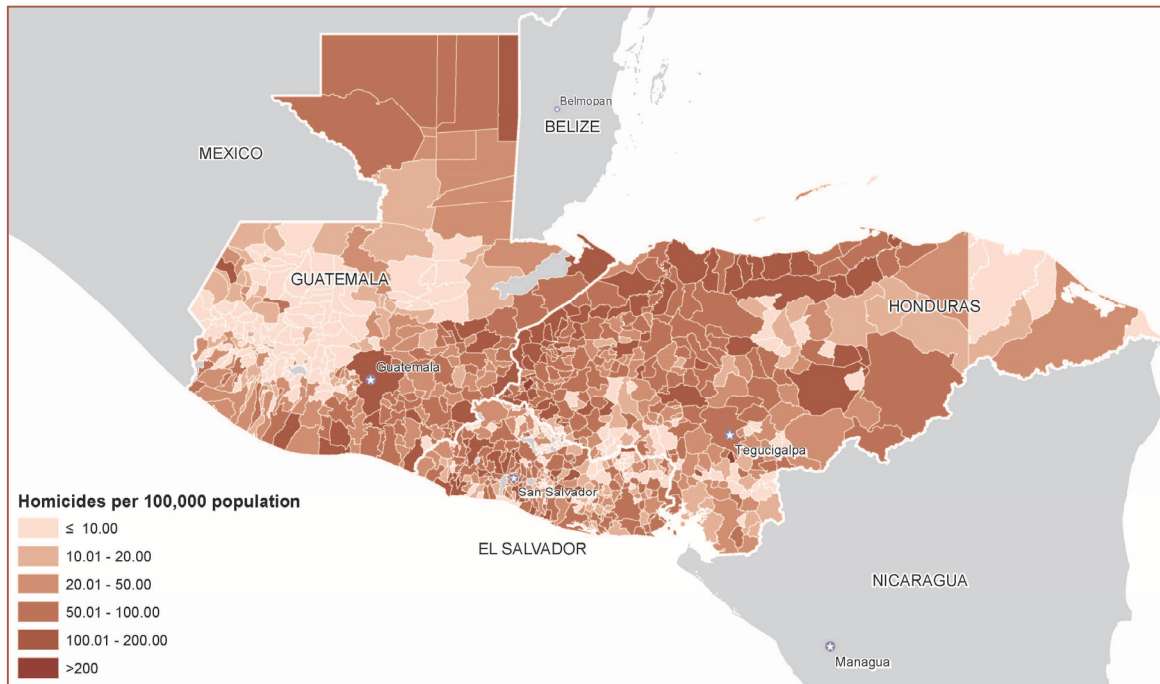 Belmopan
BELIZE
MEXICO
GUATEMALA
HONDURAS
Guatemala
Tegucigalpa
San Salvador
EL SALVADOR
NICARAGUA
Managua
Homicides per 100,000 population
≤ 10.00
10.01 - 20.00
20.01 - 50.00
50.01 - 100.00
100.01 - 200.00
>200